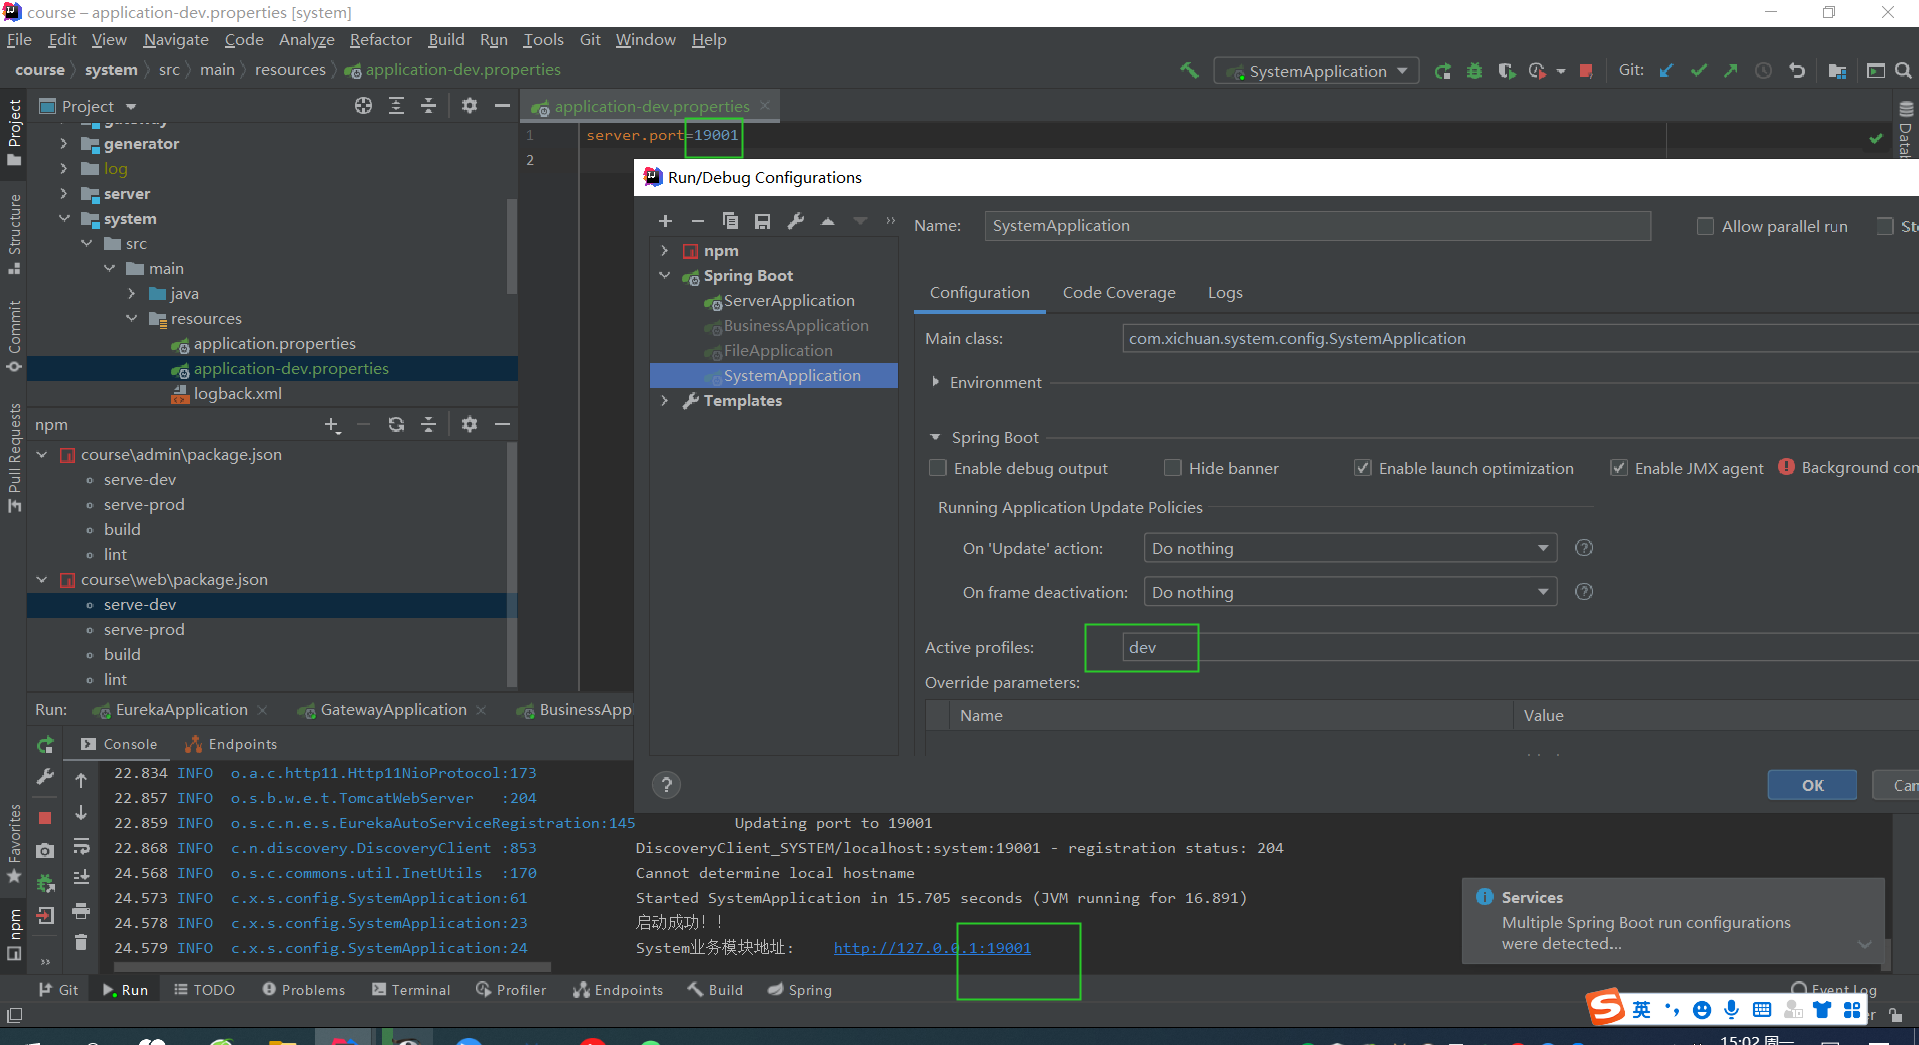 course – application-dev.properties [system]
File Edit View Navigate Code Analyze Refactor Build Run Tools Git Window Help
course system src main resources application-dev.properties
SystemApplication
Git:
Project
application-dev.properties
Project
Structure
Commit
Pull Requests
Favorites
npm
generator
log
server
system
src
main
java
resources
application.properties
application-dev.properties
logback.xml
1 server.port=19001
2
npm
course\admin\package.json
serve-dev
serve-prod
build
lint
course\web\package.json
serve-dev
serve-prod
build
lint
Run/Debug Configurations
npm
Spring Boot
ServerApplication
BusinessApplication
FileApplication
SystemApplication
Templates
Name: SystemApplication
Allow parallel run
Configuration Code Coverage Logs
Main class: com.xichuan.system.config.SystemApplication
Environment
Spring Boot
Enable debug output Hide banner Enable launch optimization Enable JMX agent Background com
Running Application Update Policies
On 'Update' action: Do nothing
On frame deactivation: Do nothing
Active profiles: dev
Override parameters:
Name Value
OK Can
Run: EurekaApplication GatewayApplication BusinessApp
Console Endpoints
22.834 INFO o.a.c.http11.Http11NioProtocol:173
22.857 INFO o.s.b.w.e.t.TomcatWebServer :204
22.859 INFO o.s.c.n.e.s.EurekaAutoServiceRegistration:145 Updating port to 19001
22.868 INFO c.n.discovery.DiscoveryClient :853 DiscoveryClient_SYSTEM/localhost:system:19001 - registration status: 204
24.568 INFO o.s.c.commons.util.InetUtils :170 Cannot determine local hostname
24.573 INFO c.x.s.config.SystemApplication:61 Started SystemApplication in 15.705 seconds (JVM running for 16.891)
24.578 INFO c.x.s.config.SystemApplication:23 启动成功！！
24.579 INFO c.x.s.config.SystemApplication:24 System业务模块地址: http://127.0.0.1:19001
Services
Multiple Spring Boot run configurations
were detected...
Git Run TODO Problems Terminal Profiler Endpoints Build Spring Event Log
英
15:02 周一